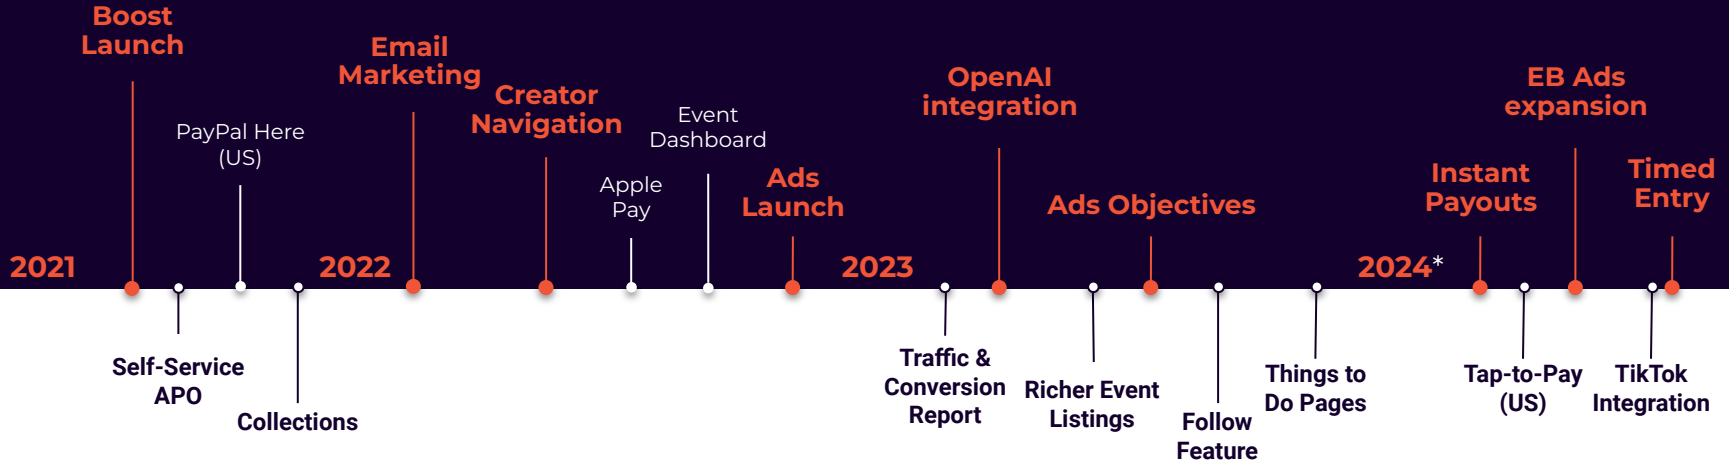 Boost
Launch
Email
Marketing
Creator
Navigation
PayPal Here
(US)
Event
Dashboard
Apple
Pay
Ads
Launch
OpenAI
integration
Ads Objectives
EB Ads
expansion
Instant
Payouts
Timed
Entry
2021
2022
2023
2024*
Self-Service
APO
Collections
Traffic &
Conversion
Report
Richer Event
Listings
Follow
Feature
Things to
Do Pages
Tap-to-Pay
(US)
TikTok
Integration